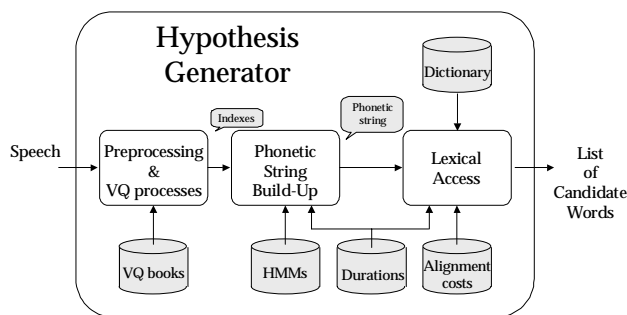 Hypothesis
Generator
Dictionary
Indexes
Phonetic
string
Speech
Preprocessing
&
VQ processes
Phonetic
String
Build-Up
Lexical
Access
List
of
Candidate
Words
VQ books
HMMs
Durations
Alignment
costs